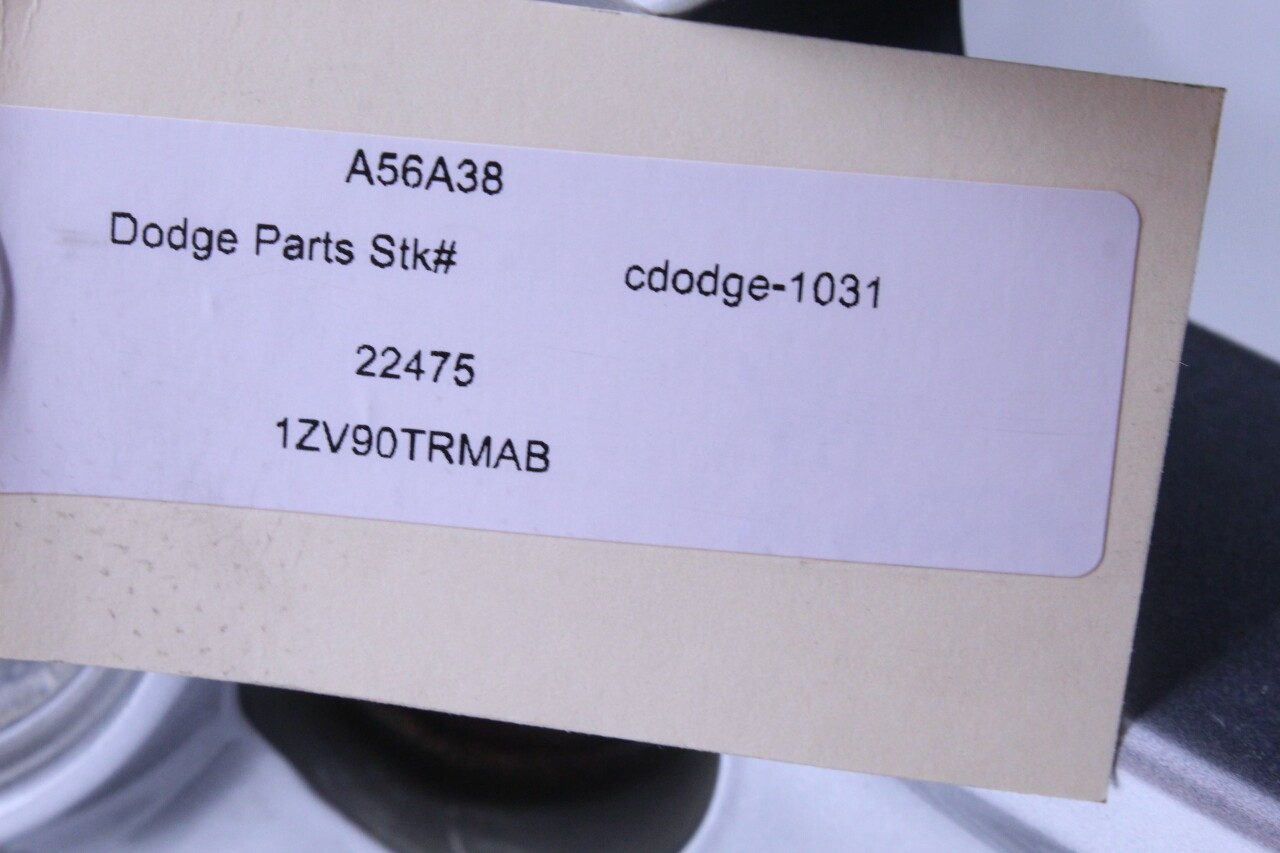 A56A38
Dodge Parts Stk# cdodge-1031
22475
1ZV90TRMAB